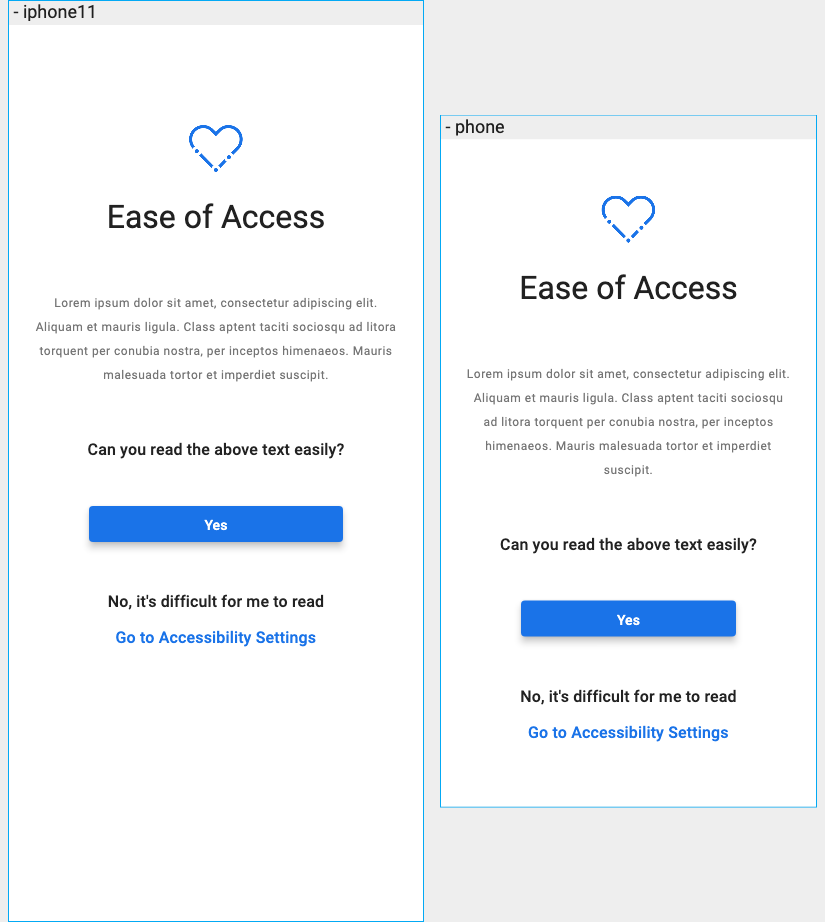 - iphone11
Ease of Access
Lorem ipsum dolor sit amet, consectetur adipiscing elit.
Aliquam et mauris ligula. Class aptent taciti sociosqu ad litora
torquent per conubia nostra, per inceptos himenaeos. Mauris
malesuada tortor et imperdiet suscipit.
Can you read the above text easily?
Yes
No, it's difficult for me to read
Go to Accessibility Settings
- phone
Ease of Access
Lorem ipsum dolor sit amet, consectetur adipiscing elit.
Aliquam et mauris ligula. Class aptent taciti sociosqu
ad litora torquent per conubia nostra, per inceptos
himenaeos. Mauris malesuada tortor et imperdiet
suscipit.
Can you read the above text easily?
Yes
No, it's difficult for me to read
Go to Accessibility Settings